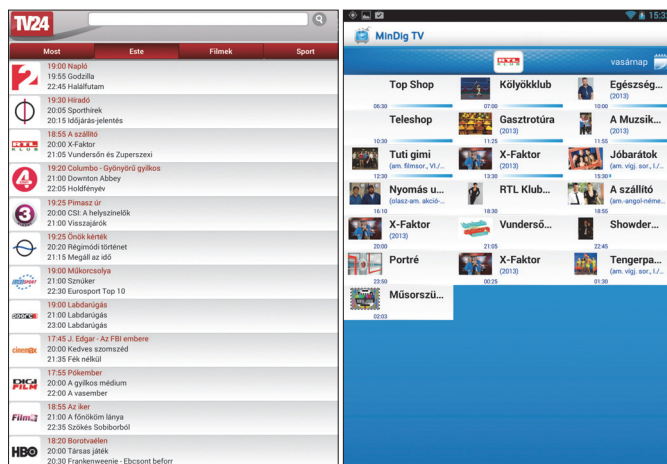 TV24
Most Este Filmek Sport
19:00 Napló
19:55 Godzilla
22:45 Halálfutam
19:30 Híradó
20:05 Sporthírek
20:15 Időjárás-jelentés
RTL KLUB
18:55 A szállító
20:00 X-Faktor
21:05 Vundersőn és Zuperszexi
19:20 Columbo - Gyönyörű gyilkos
21:00 Downton Abbey
22:05 Holdfényév
19:25 Pimasz úr
20:00 CSI: A helyszínelők
21:00 Visszajárók
19:25 Önök kérték
20:20 Régimódi történet
21:15 Megáll az idő
EUROSPORT
19:00 Műkorcsolya
21:00 Sznúker
22:30 Eurosport Top 10
19:00 Labdarúgás
21:00 Labdarúgás
23:00 Labdarúgás
cinemax
17:45 J. Edgar - Az FBI embere
20:00 Kedves szomszéd
21:35 Fék nélkül
DIGI FILM
17:55 Pókember
20:00 A gyilkos médium
22:00 A vasember
Film
18:55 Az iker
21:00 A főnököm lánya
22:35 Szökés Sobiborból
HBO
18:20 Borotvaélen
20:00 Társas játék
20:30 Frankenweenie - Ebcsont beforr
15:32
MinDig TV
RTL KLUB
vasárnap
Top Shop Kölyökklub Egészség...
(2013)
06:30 07:00 10:00
Teleshop Gasztrotúra A Muzsik...
(2013) (2013)
10:30 11:25 11:55
Tuti gimi X-Faktor Jóbarátok
(am. filmsor., VI./... (2013) (am. vígj. sor., I./...
12:30 13:30 15:30
Nyomás u... RTL Klub... A szállító
(olasz-am. akció-... (am.-angol-néme...
16:10 18:30 18:55
X-Faktor Vunderső... Showder...
(2013)
20:00 21:05 22:45
Portré X-Faktor Tengerpa...
(2013) (am. vígj. sor., I./...
23:50 00:25 01:30
Műsorszü...
02:03